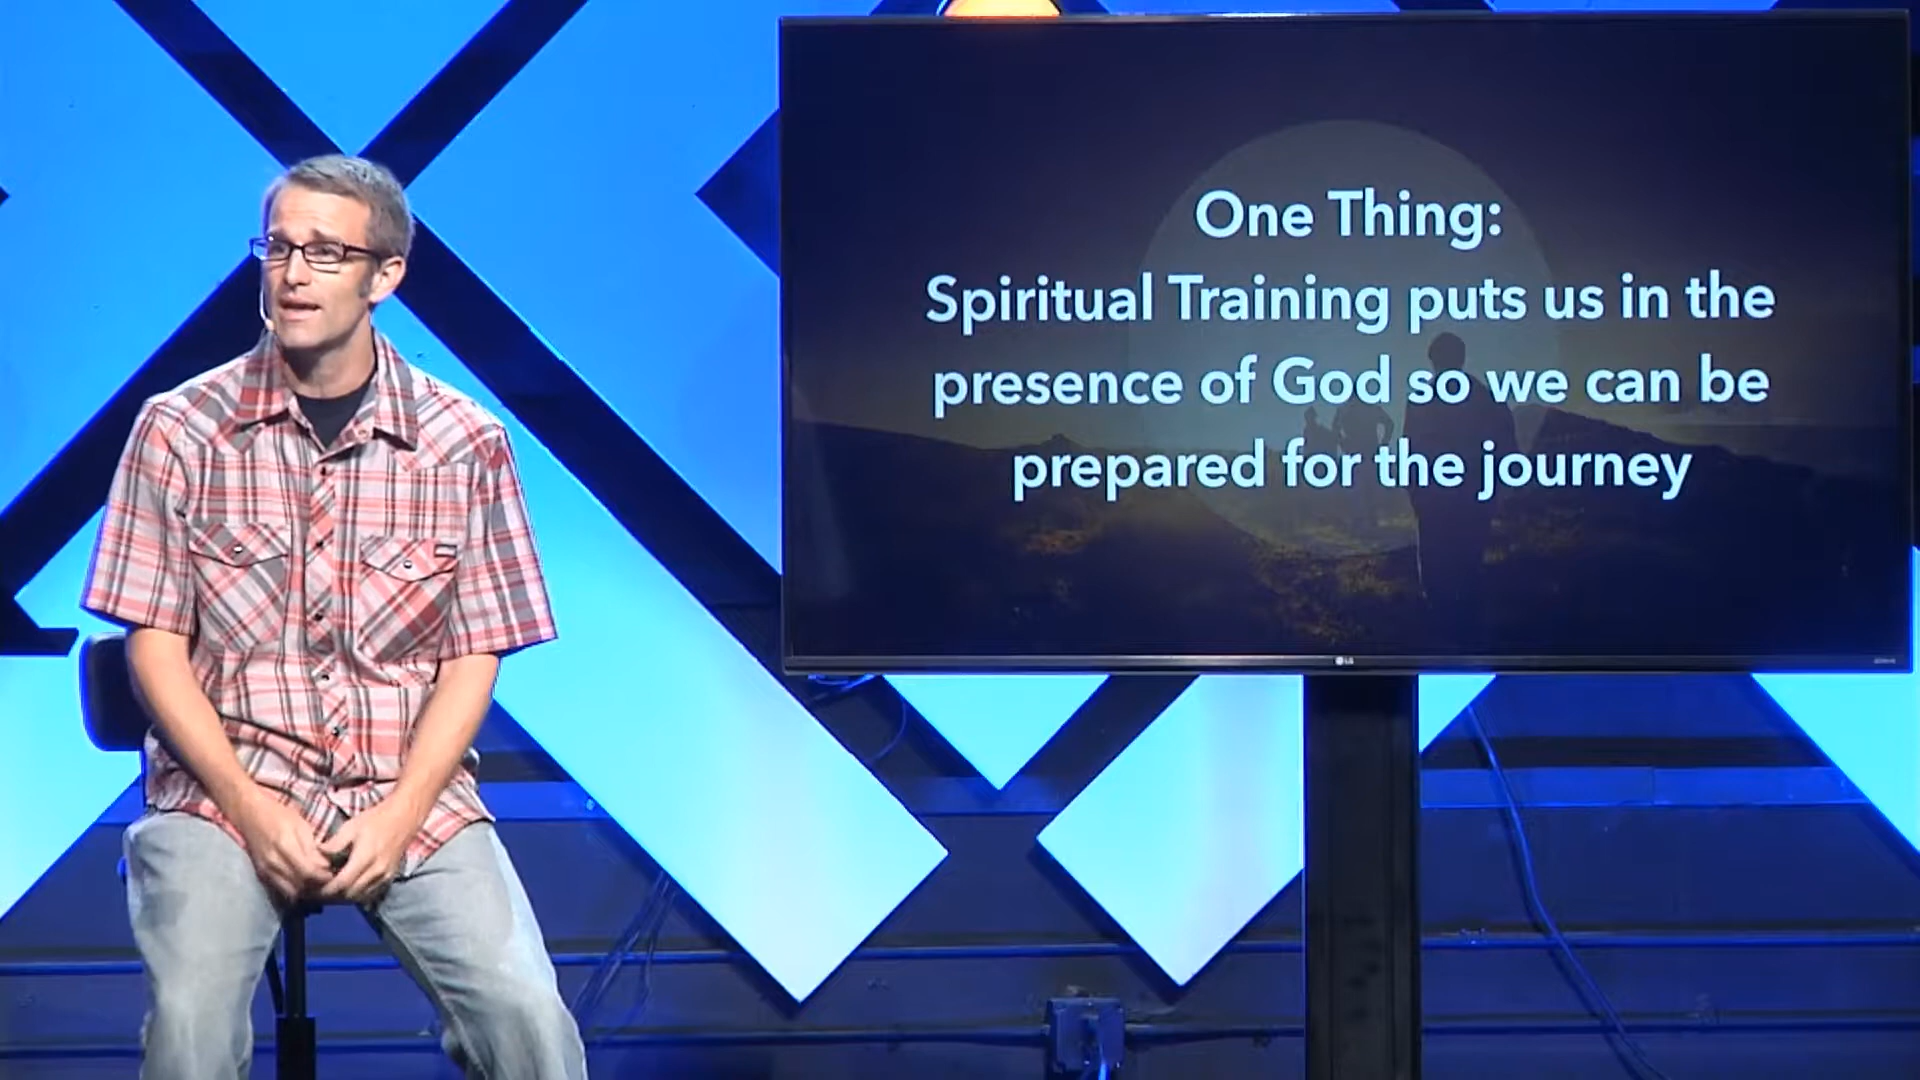 One Thing:
Spiritual Training puts us in the
presence of God so we can be
prepared for the journey
LG